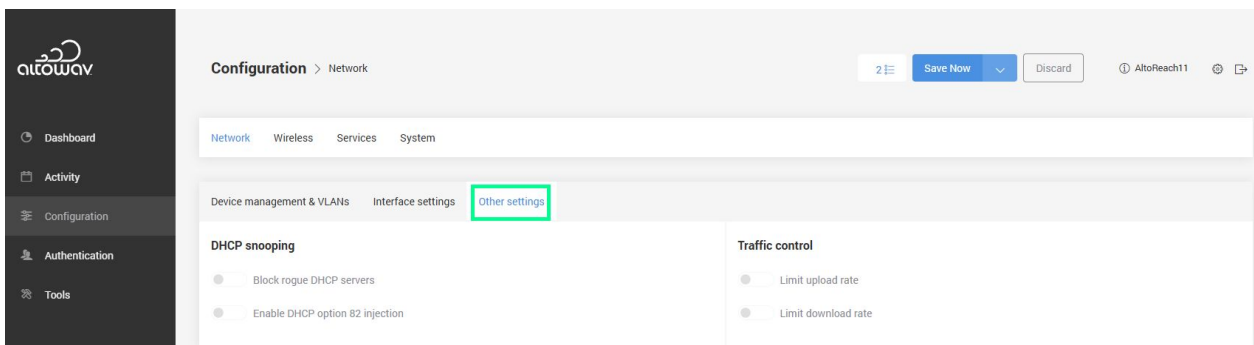 altowav
Configuration > Network
2
Save Now
Discard
AltoReach11
Dashboard
Activity
Configuration
Authentication
Tools
Network Wireless Services System
Device management & VLANs Interface settings Other settings
DHCP snooping
Block rogue DHCP servers
Enable DHCP option 82 injection
Traffic control
Limit upload rate
Limit download rate